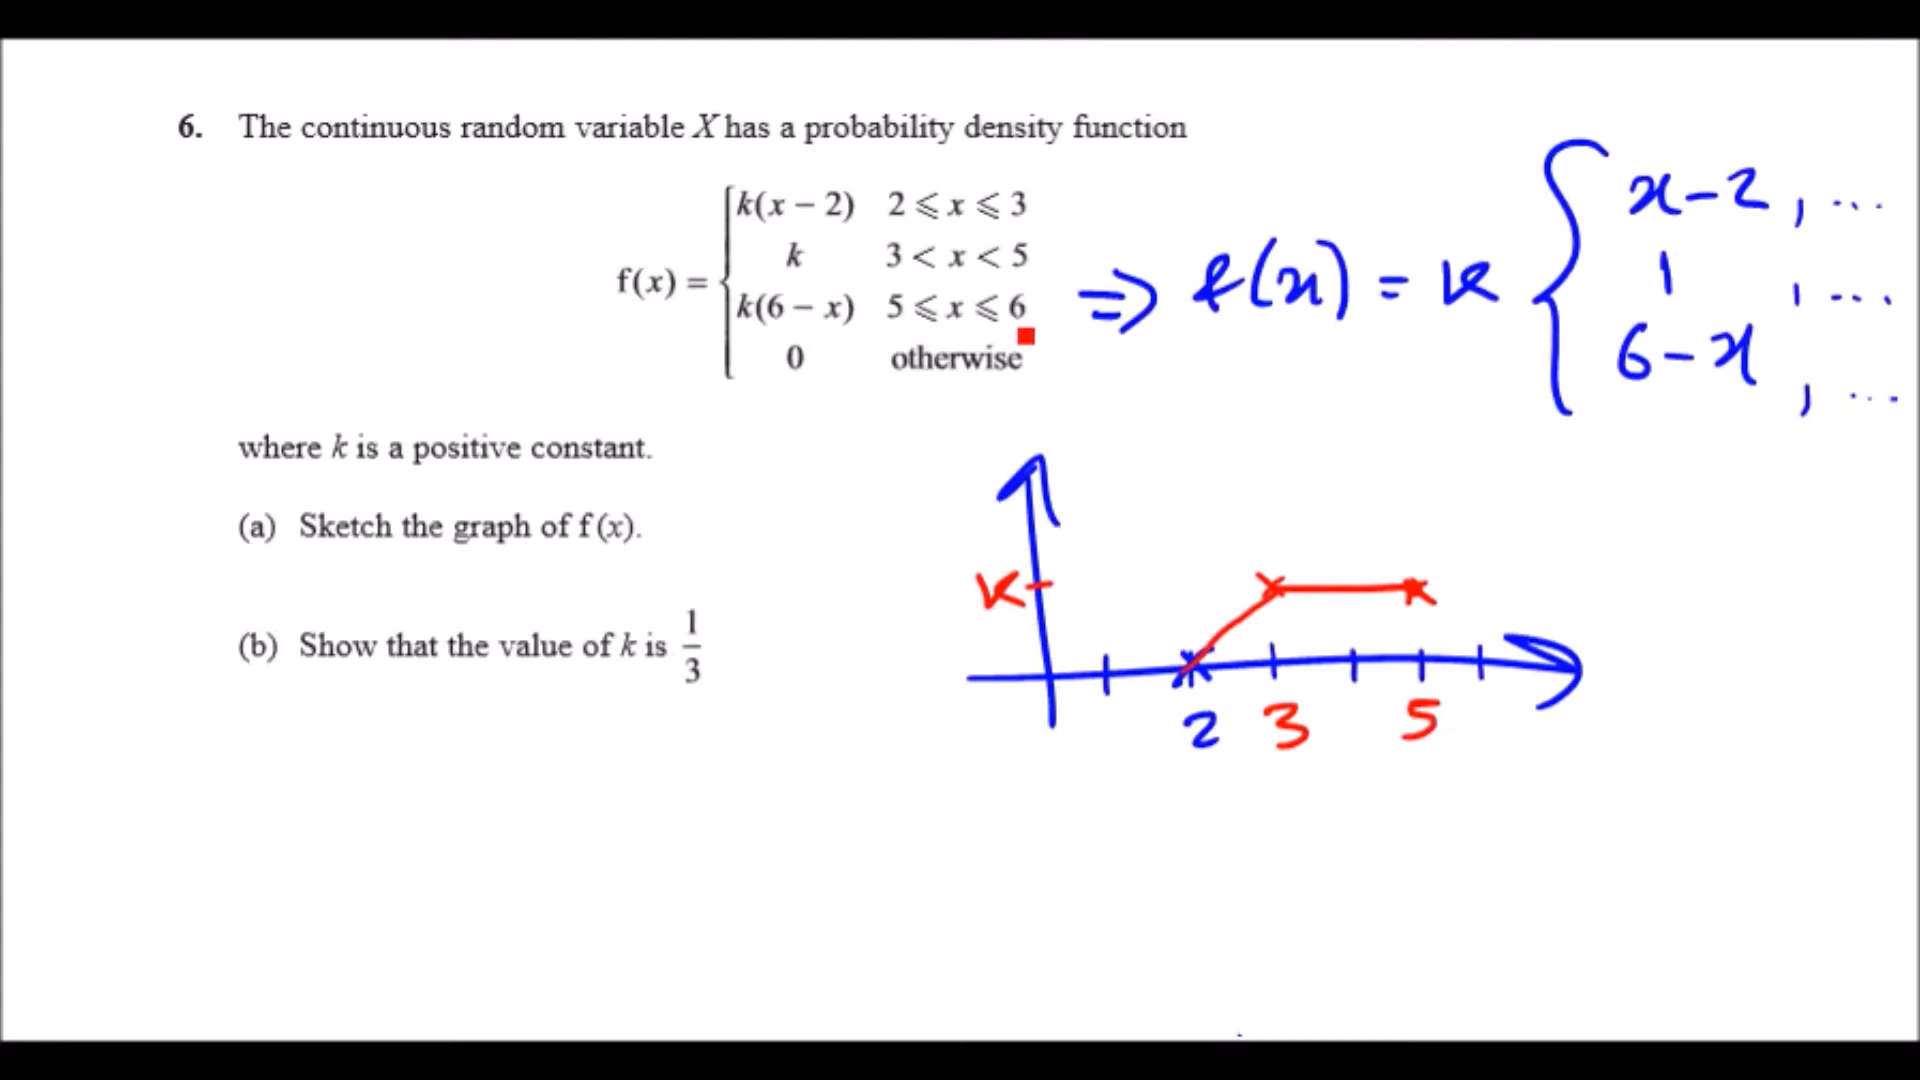 6. The continuous random variable X has a probability density function
f(x) = { k(x − 2) 2 ⩽ x ⩽ 3
k 3 < x < 5
k(6 − x) 5 ⩽ x ⩽ 6
0 otherwise
⇒ f(x) = k { x − 2 , ...
1 , ...
6 − x , ...
where k is a positive constant.
(a) Sketch the graph of f(x).
(b) Show that the value of k is 1/3
K
2 3 5